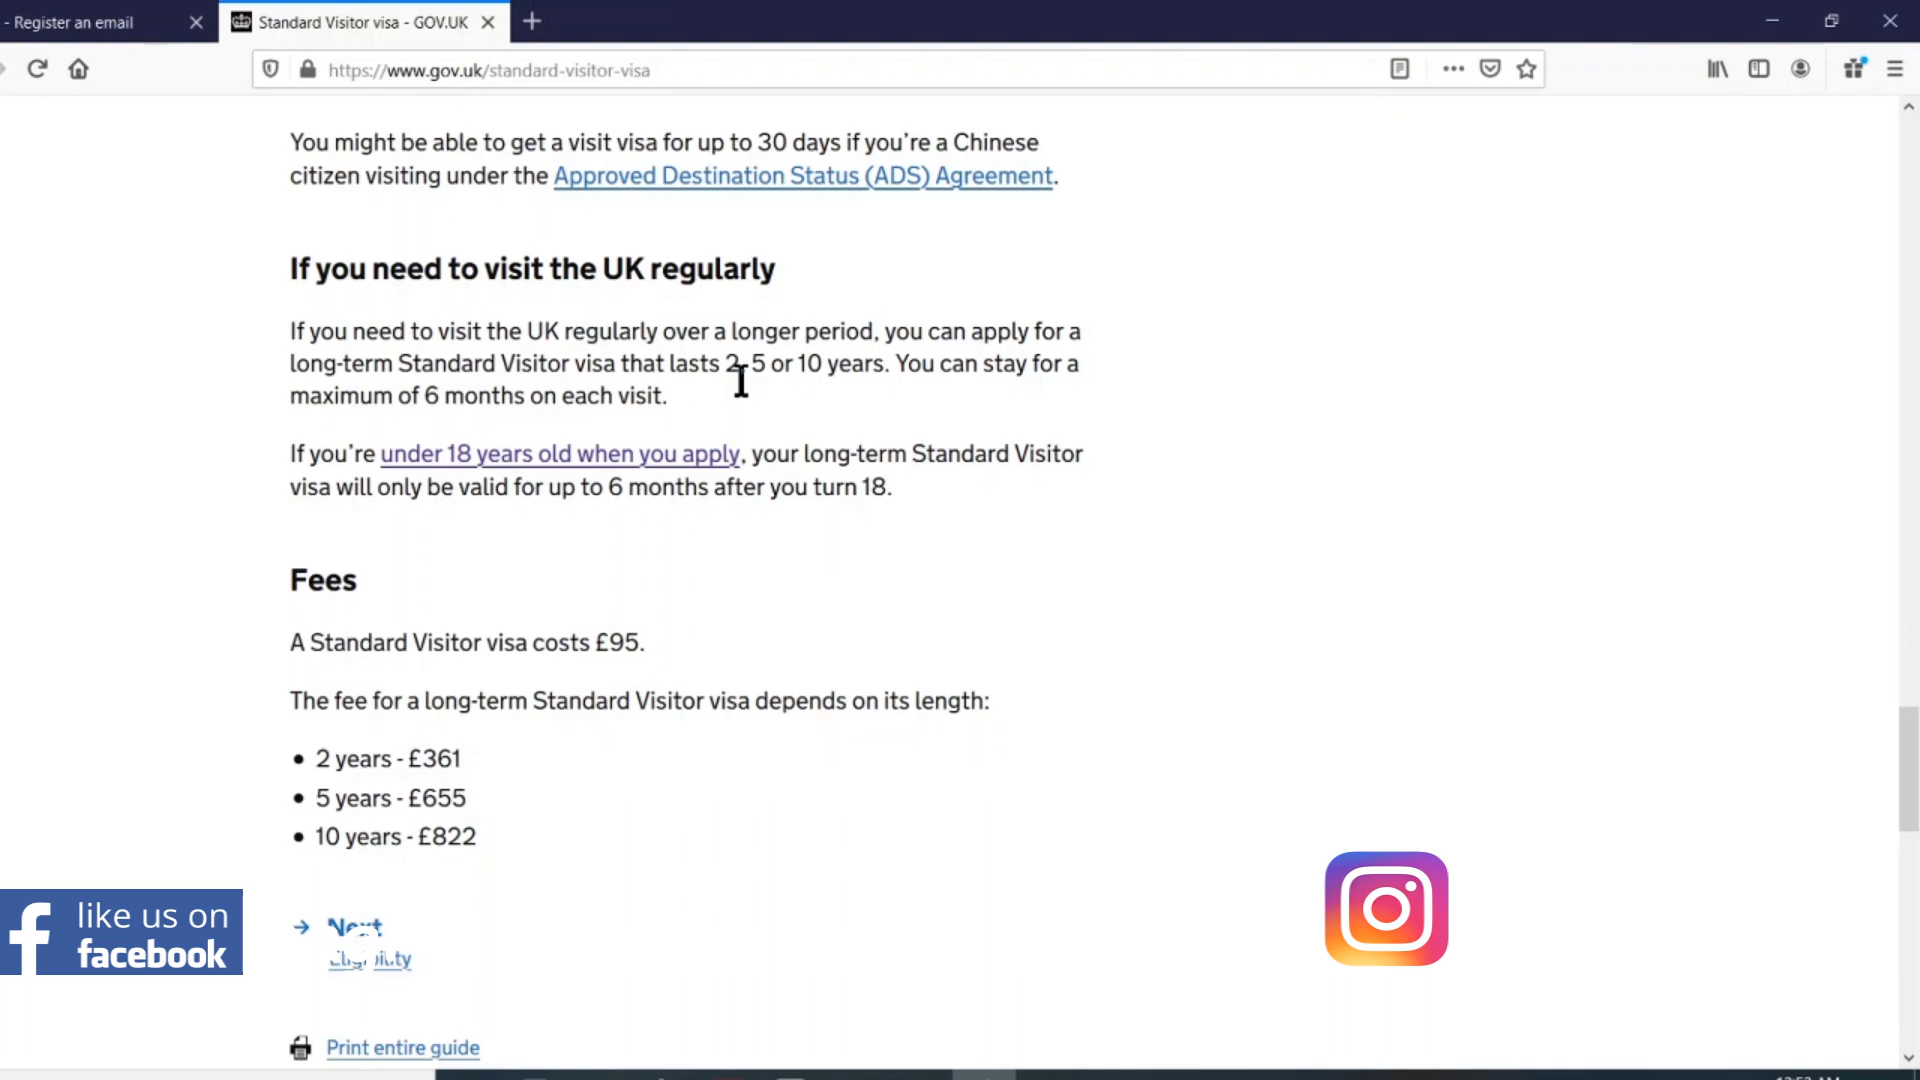 - Register an email
Standard Visitor visa - GOV.UK
https://www.gov.uk/standard-visitor-visa
You might be able to get a visit visa for up to 30 days if you're a Chinese
citizen visiting under the Approved Destination Status (ADS) Agreement.
If you need to visit the UK regularly
If you need to visit the UK regularly over a longer period, you can apply for a
long-term Standard Visitor visa that lasts 2, 5 or 10 years. You can stay for a
maximum of 6 months on each visit.
If you're under 18 years old when you apply, your long-term Standard Visitor
visa will only be valid for up to 6 months after you turn 18.
Fees
A Standard Visitor visa costs £95.
The fee for a long-term Standard Visitor visa depends on its length:
• 2 years - £361
• 5 years - £655
• 10 years - £822
like us on
facebook
→ Next
Eligibility
Print entire guide